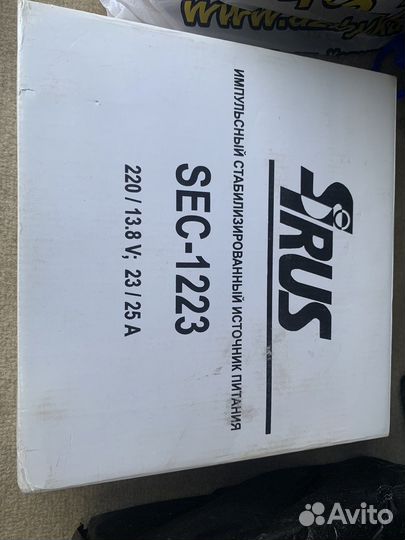 SIRUS
ИМПУЛЬСНЫЙ СТАБИЛИЗИРОВАННЫЙ ИСТОЧНИК ПИТАНИЯ
SEC-1223
220 / 13.8 V; 23 / 25 A
Avito